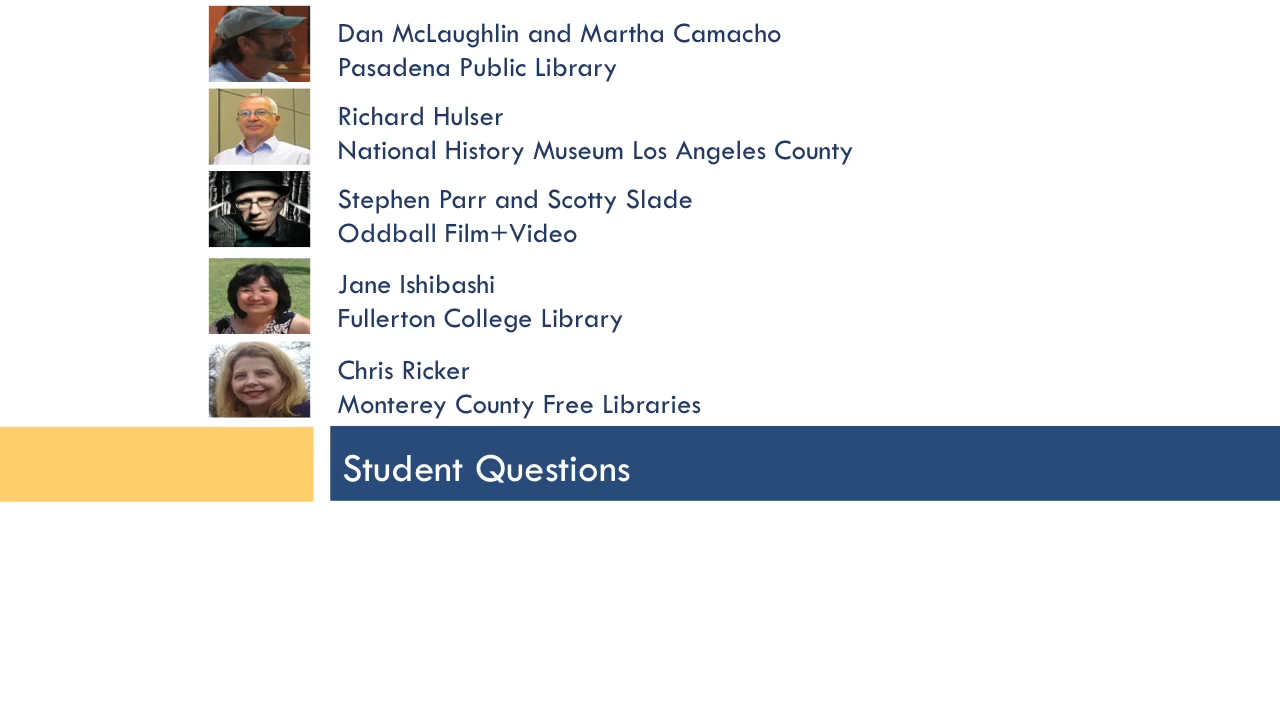 Dan McLaughlin and Martha Camacho
Pasadena Public Library
Richard Hulser
National History Museum Los Angeles County
Stephen Parr and Scotty Slade
Oddball Film+Video
Jane Ishibashi
Fullerton College Library
Chris Ricker
Monterey County Free Libraries
Student Questions